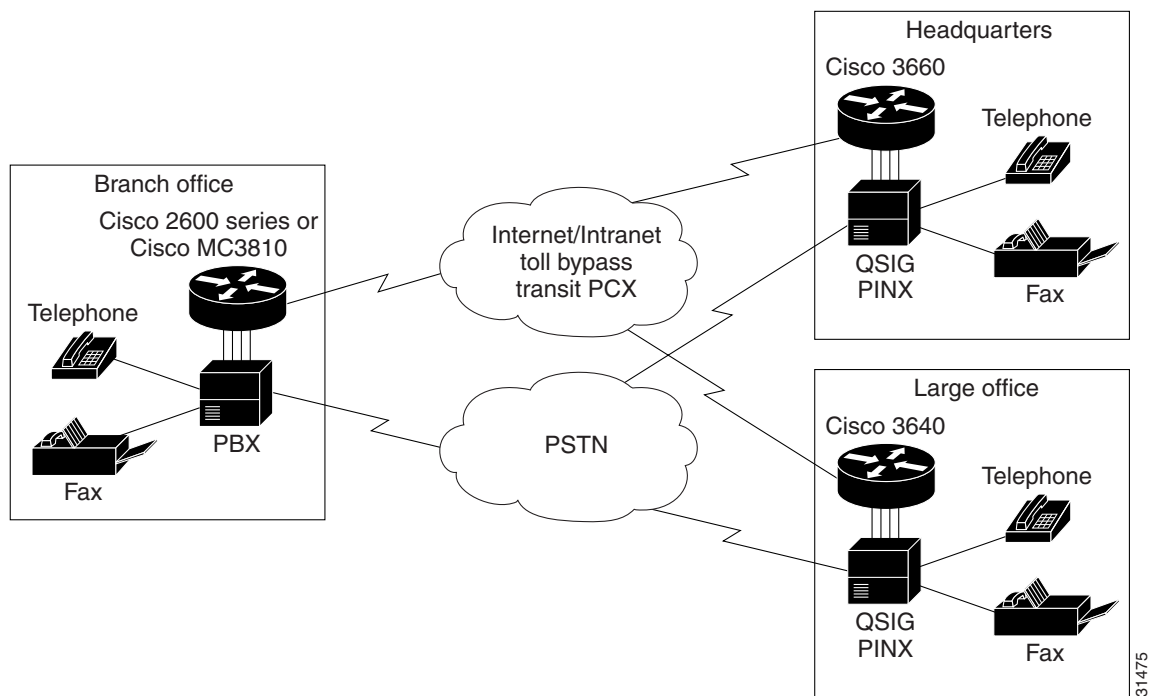 Headquarters
Cisco 3660
Telephone
QSIG
PINX
Fax
Branch office
Cisco 2600 series or
Cisco MC3810
Telephone
PBX
Fax
Internet/Intranet
toll bypass
transit PCX
PSTN
Large office
Cisco 3640
Telephone
QSIG
PINX
Fax
31475